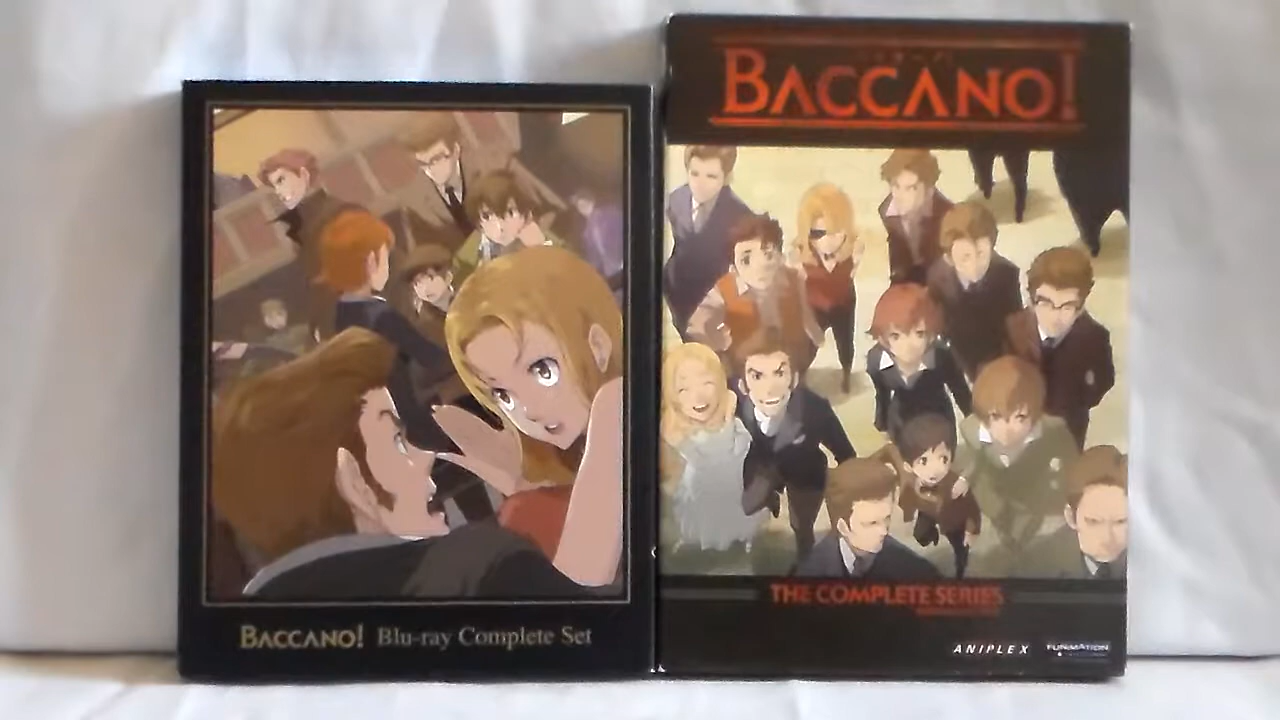 BACCANO! Blu-ray Complete Set
BACCANO!
THE COMPLETE SERIES
ANIPLEX FUNIMATION